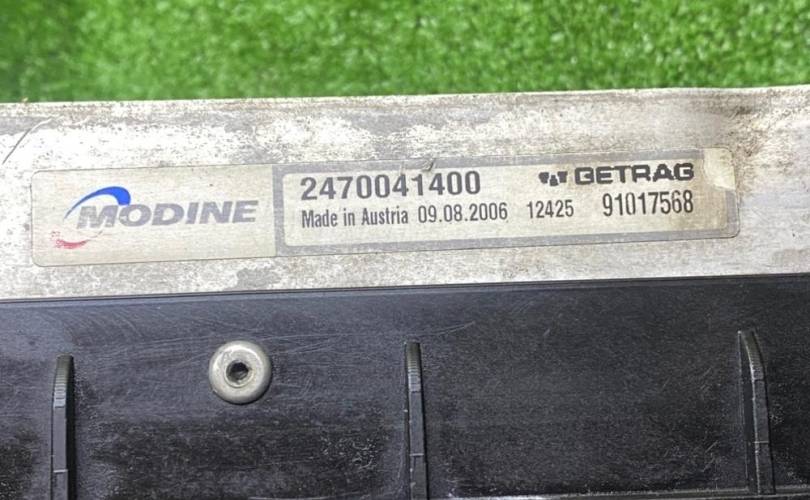 MODINE
2470041400 GETRAG
Made in Austria 09.08.2006 12425 91017568